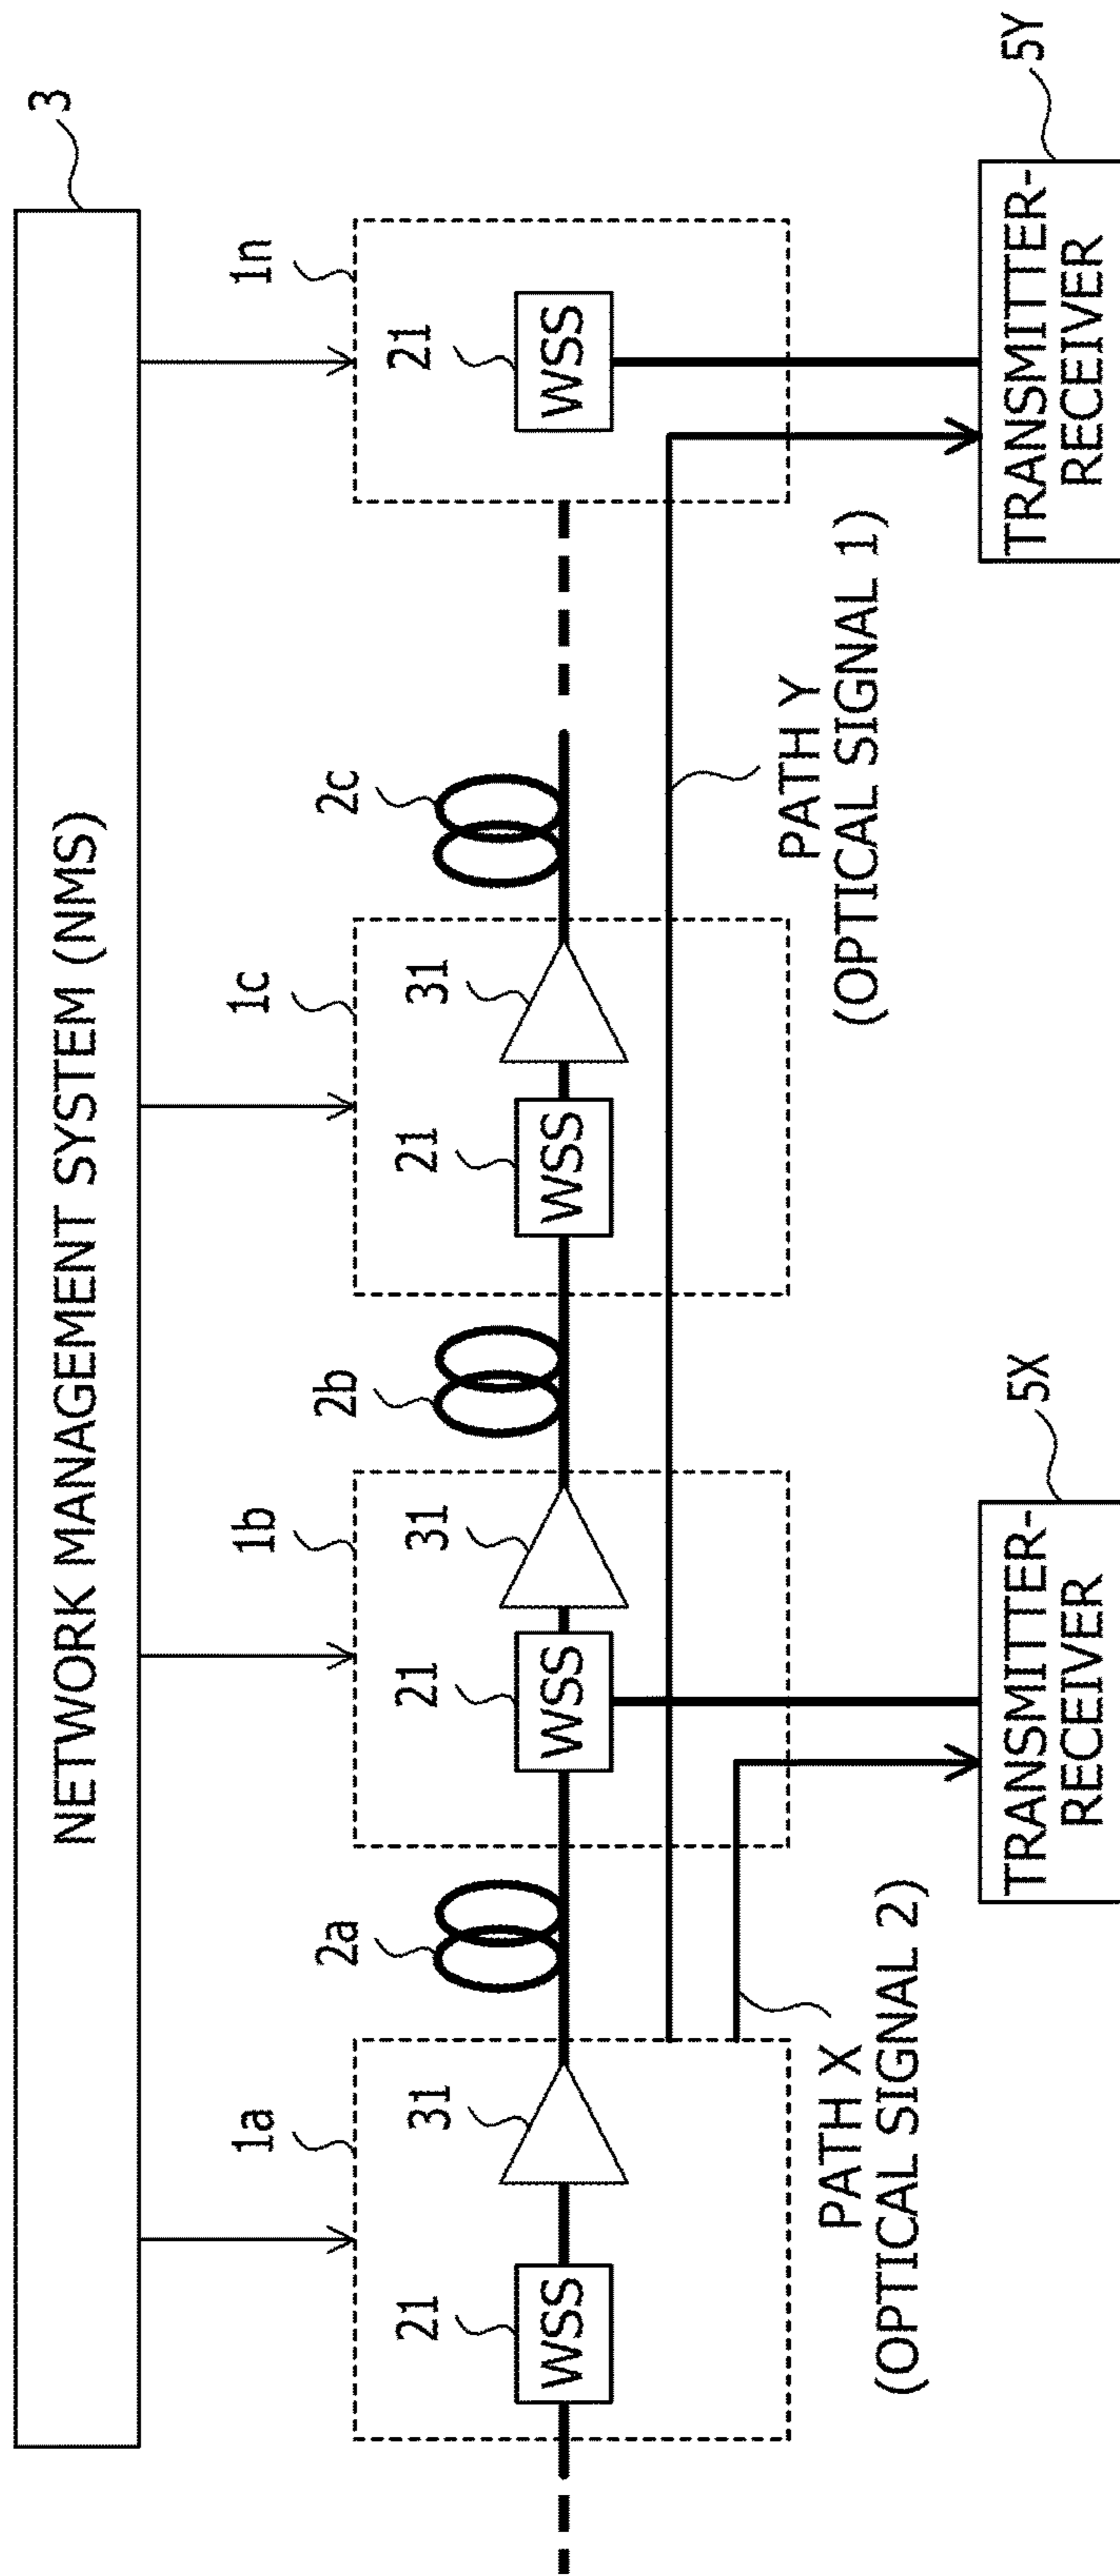 NETWORK MANAGEMENT SYSTEM (NMS)
3
1a
1b
1c
1n
21
WSS
31
2a
21
WSS
31
2b
21
WSS
31
2c
21
WSS
PATH X
(OPTICAL SIGNAL 2)
PATH Y
(OPTICAL SIGNAL 1)
TRANSMITTER-
RECEIVER
5X
TRANSMITTER-
RECEIVER
5Y